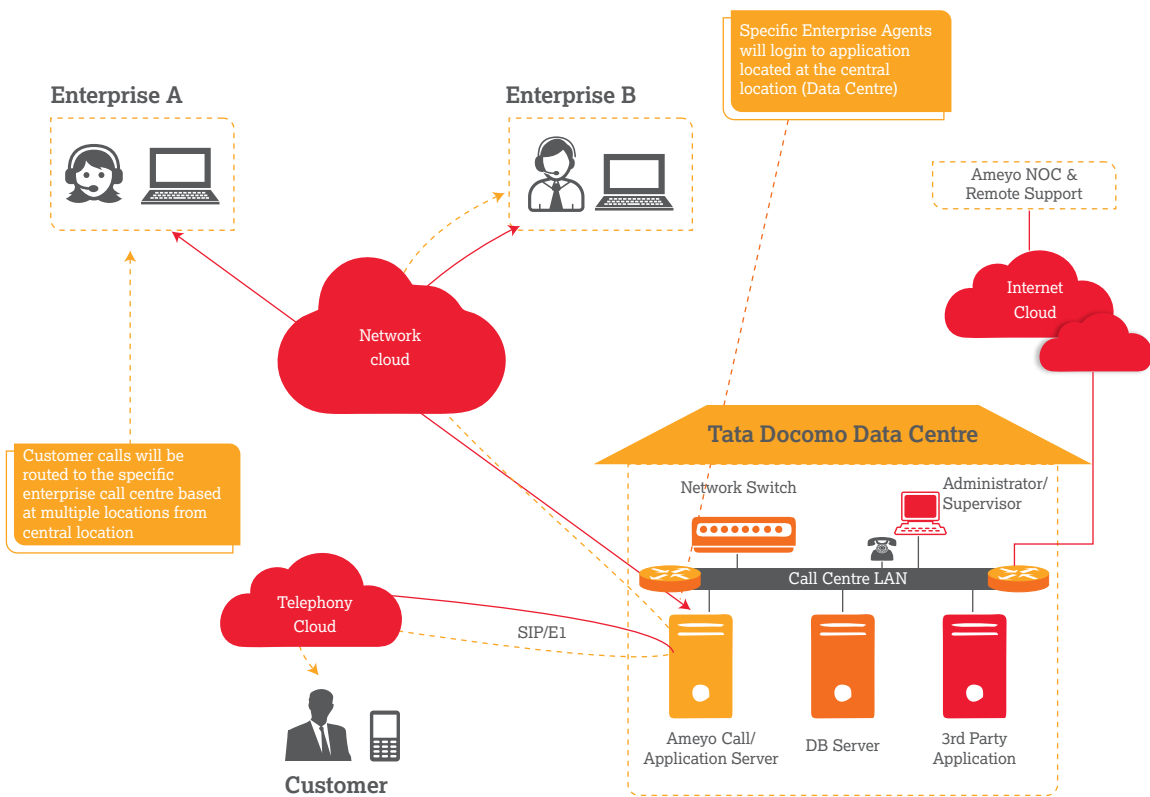 Specific Enterprise Agents
will login to application
located at the central
location (Data Centre)
Enterprise A
Enterprise B
Ameyo NOC &
Remote Support
Internet
Cloud
Network
cloud
Tata Docomo Data Centre
Customer calls will be
routed to the specific
enterprise call centre based
at multiple locations from
central location
Network Switch
Administrator/
Supervisor
Call Centre LAN
Telephony
Cloud
SIP/E1
Ameyo Call/
Application Server
DB Server
3rd Party
Application
Customer